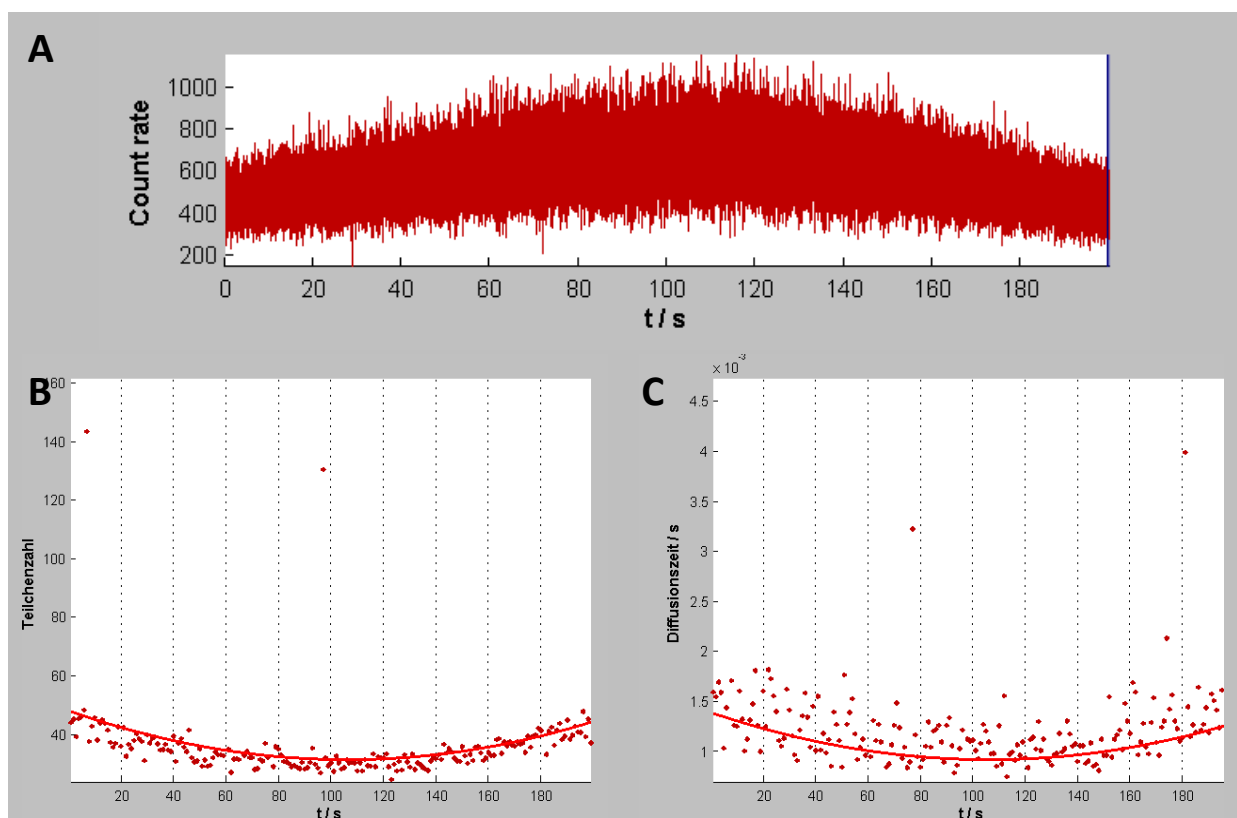 A
Count rate
1000
800
600
400
200
0 20 40 60 80 100 120 140 160 180
t / s
B
Teilchenzahl
160
140
120
100
80
60
40
20 40 60 80 100 120 140 160 180
t / s
C
x 10⁻³
Diffusionszeit / s
4.5
4
3.5
3
2.5
2
1.5
1
20 40 60 80 100 120 140 160 180
t / s